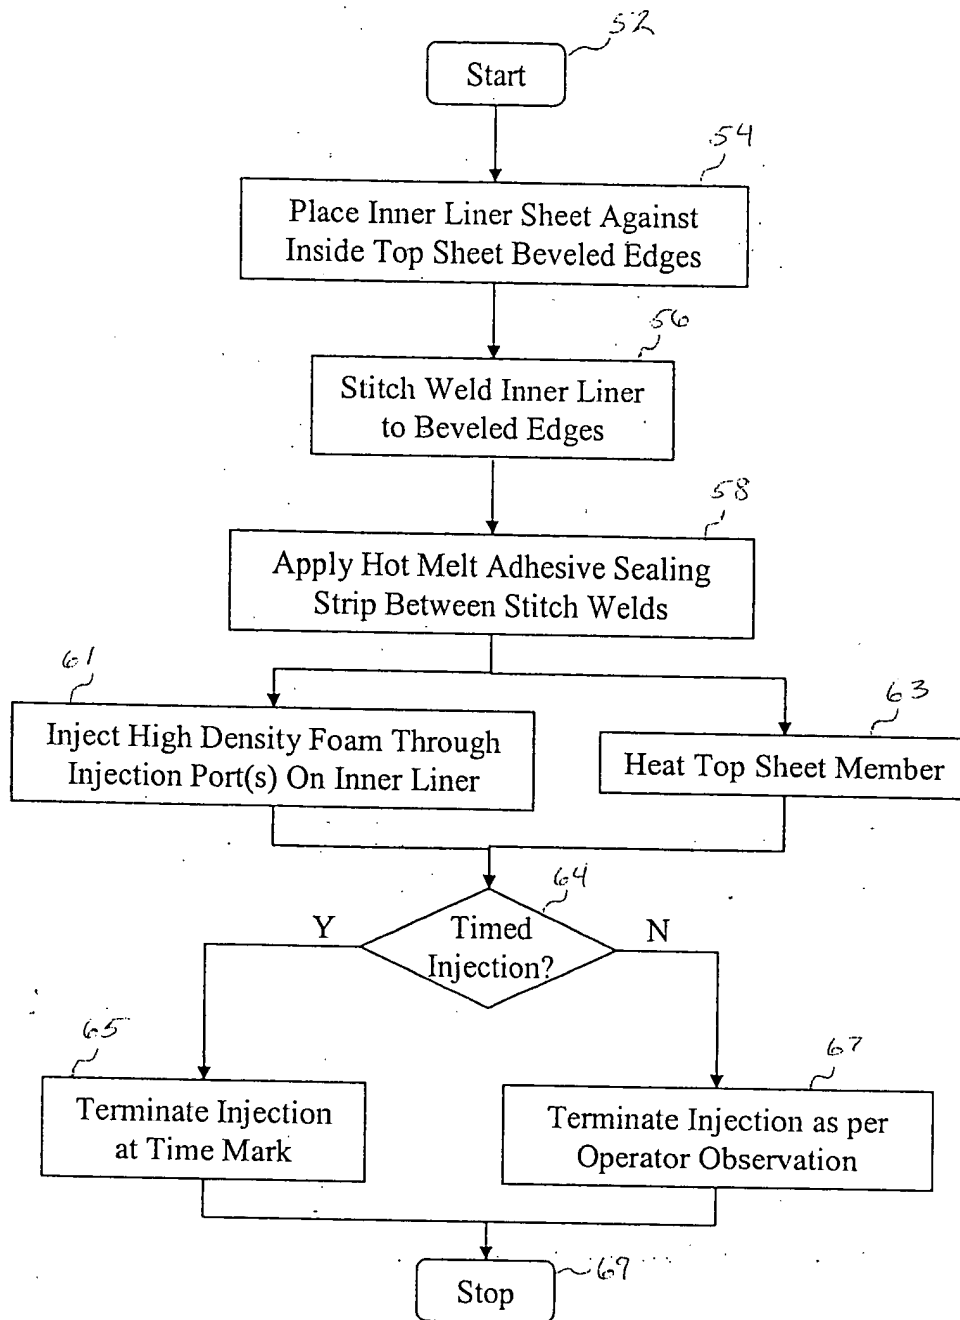 52
Start
54
Place Inner Liner Sheet Against
Inside Top Sheet Beveled Edges
56
Stitch Weld Inner Liner
to Beveled Edges
58
Apply Hot Melt Adhesive Sealing
Strip Between Stitch Welds
61
Inject High Density Foam Through
Injection Port(s) On Inner Liner
63
Heat Top Sheet Member
64
Timed
Injection?
Y
N
65
Terminate Injection
at Time Mark
67
Terminate Injection as per
Operator Observation
69
Stop